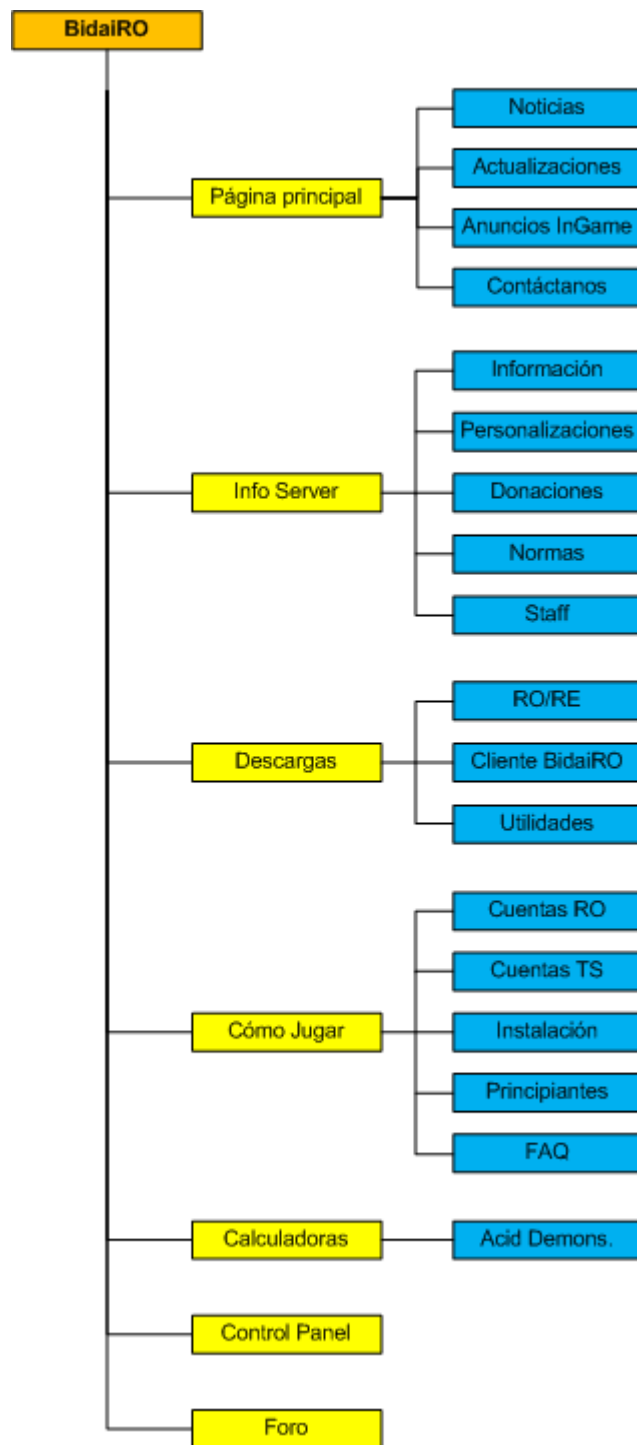 BidaiRO
Noticias
Actualizaciones
Página principal
Anuncios InGame
Contáctanos
Información
Personalizaciones
Info Server
Donaciones
Normas
Staff
RO/RE
Descargas
Cliente BidaiRO
Utilidades
Cuentas RO
Cuentas TS
Cómo Jugar
Instalación
Principiantes
FAQ
Calculadoras
Acid Demons.
Control Panel
Foro